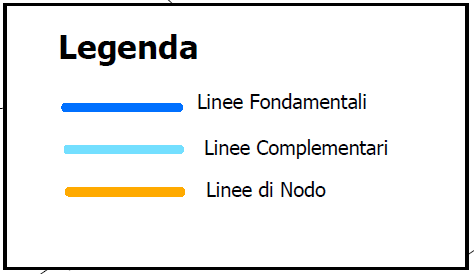 Legenda
Linee Fondamentali
Linee Complementari
Linee di Nodo